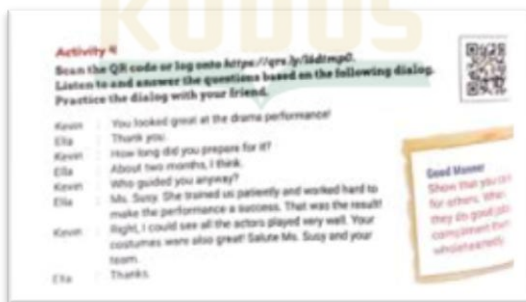 KUDUS
Activity 4
Scan the QR code or log onto https://qrs.ly/
Listen to and answer the questions based on the following dialog.
Practice the dialog with your friend.
Kevin : You looked great at the drama performance!
Ella : Thank you.
Kevin : How long did you prepare for it?
Ella : About two months, I think.
Kevin : Who guided you anyway?
Ella : Ms. Susy. She trained us patiently and worked hard to
make the performance a success. That was the result!
Kevin : Right, I could see all the actors played very well. Your
costumes were also great! Salute Ms. Susy and your
team.
Ella : Thanks.
Good Manner
Show that you
for others. When
they do good job
compliment them
wholeheartedly